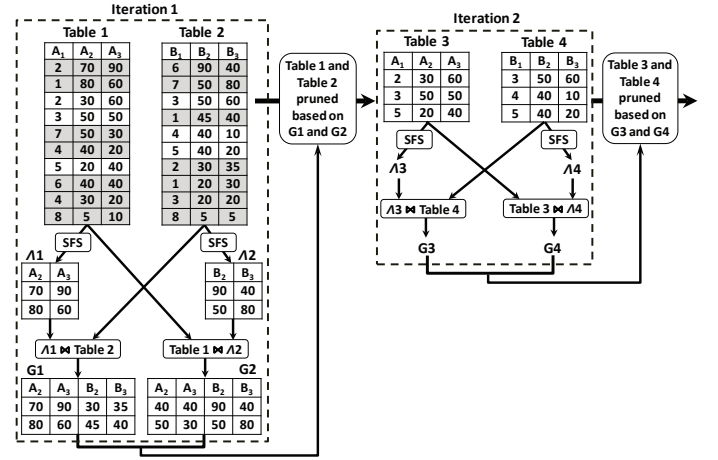 Iteration 1
Table 1
A₁ A₂ A₃
2 70 90
1 80 60
2 30 60
3 50 50
7 50 30
4 40 20
5 20 40
6 40 40
4 30 20
8 5 10
Table 2
B₁ B₂ B₃
6 90 40
7 50 80
3 50 60
1 45 40
4 40 10
5 40 20
2 30 35
1 20 30
3 20 20
8 5 5
SFS
SFS
Λ1
A₂ A₃
70 90
80 60
Λ2
B₂ B₃
90 40
50 80
Λ1 ⋈ Table 2
Table 1 ⋈ Λ2
G1
A₂ A₃ B₂ B₃
70 90 30 35
80 60 45 40
G2
A₂ A₃ B₂ B₃
40 40 90 40
50 30 50 80
Table 1 and
Table 2
pruned
based on
G1 and G2
Iteration 2
Table 3
A₁ A₂ A₃
2 30 60
3 50 50
5 20 40
Table 4
B₁ B₂ B₃
3 50 60
4 40 10
5 40 20
SFS
SFS
Λ3
Λ4
Λ3 ⋈ Table 4
Table 3 ⋈ Λ4
G3
G4
Table 3 and
Table 4
pruned
based on
G3 and G4